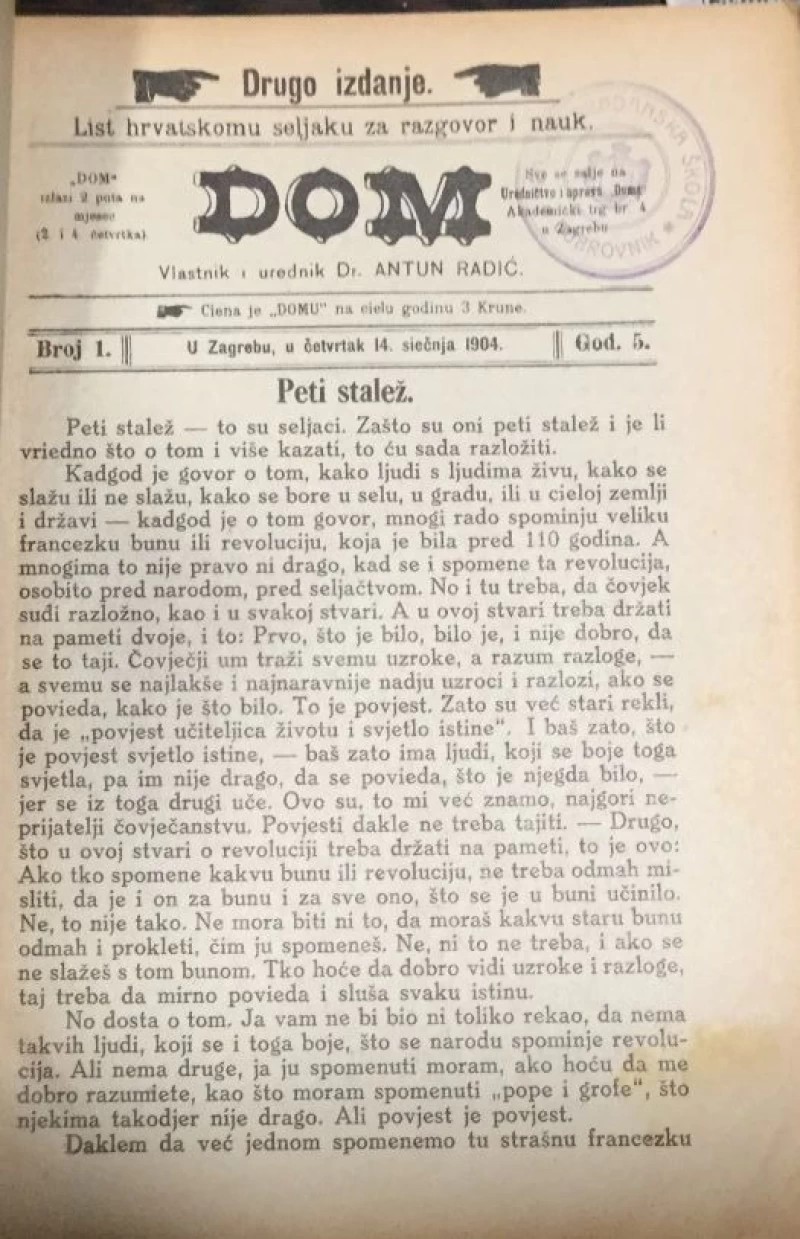 Drugo izdanje.
List hrvatskomu seljaku za razgovor i nauk.
„DOM“
izlazi 2 puta na
mjesec
(2. i 4. četvrtka)
DOM
Sve se šalje na
Uredničtvo i upravu „Doma“
Akademički trg br 4
u Zagrebu
ŠKOLA
DUBROVNIK
Vlastnik i urednik Dr. ANTUN RADIĆ.
Ciena je „DOMU“ na cielu godinu 3 Krune.
Broj 1.
U Zagrebu, u četvrtak 14. siečnja 1904.
God. 5.
Peti stalež.
Peti stalež — to su seljaci. Zašto su oni peti stalež i je li
vriedno što o tom i više kazati, to ću sada razložiti.
Kadgod je govor o tom, kako ljudi s ljudima živu, kako se
slažu ili ne slažu, kako se bore u selu, u gradu, ili u cieloj zemlji
i državi — kadgod je o tom govor, mnogi rado spominju veliku
francezku bunu ili revoluciju, koja je bila pred 110 godina. A
mnogima to nije pravo ni drago, kad se i spomene ta revolucija,
osobito pred narodom, pred seljačtvom. No i tu treba, da čovjek
sudi razložno, kao i u svakoj stvari. A u ovoj stvari treba držati
na pameti dvoje, i to: Prvo, što je bilo, bilo je, i nije dobro, da
se to taji. Čovječji um traži svemu uzroke, a razum razloge, —
a svemu se najlakše i najnaravnije nadju uzroci i razlozi, ako se
povieda, kako je što bilo. To je povjest. Zato su već stari rekli,
da je „povjest učiteljica životu i svjetlo istine“. I baš zato, što
je povjest svjetlo istine, — baš zato ima ljudi, koji se boje toga
svjetla, pa im nije drago, da se povieda, što je njegda bilo, —
jer se iz toga drugi uče. Ovo su, to mi već znamo, najgori ne-
prijatelji čovječanstvu. Povjesti dakle ne treba tajiti. — Drugo,
što u ovoj stvari o revoluciji treba držati na pameti, to je ovo:
Ako tko spomene kakvu bunu ili revoluciju, ne treba odmah mi-
sliti, da je i on za bunu i za sve ono, što se je u buni učinilo.
Ne, to nije tako. Ne mora biti ni to, da moraš kakvu staru bunu
odmah i prokleti, čim ju spomeneš. Ne, ni to ne treba, i ako se
ne slažeš s tom bunom. Tko hoće da dobro vidi uzroke i razloge,
taj treba da mirno povieda i sluša svaku istinu.
No dosta o tom. Ja vam ne bi bio ni toliko rekao, da nema
takvih ljudi, koji se i toga boje, što se narodu spominje revolu-
cija. Ali nema druge, ja ju spomenuti moram, ako hoću da me
dobro razumiete, kao što moram spomenuti „pope i grofe“, što
njekima takodjer nije drago. Ali povjest je povjest.
Daklem da već jednom spomenemo tu strašnu francezku